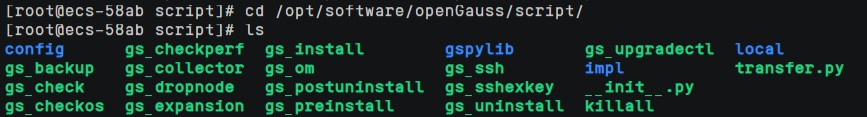 [root@ecs-58ab script]# cd /opt/software/openGauss/script/
[root@ecs-58ab script]# ls
config     gs_checkperf  gs_install        gspylib      gs_upgradectl  local
gs_backup  gs_collector  gs_om             gs_ssh       impl           transfer.py
gs_check   gs_dropnode   gs_postuninstall  gs_sshexkey  __init__.py
gs_checkos gs_expansion  gs_preinstall     gs_uninstall killall